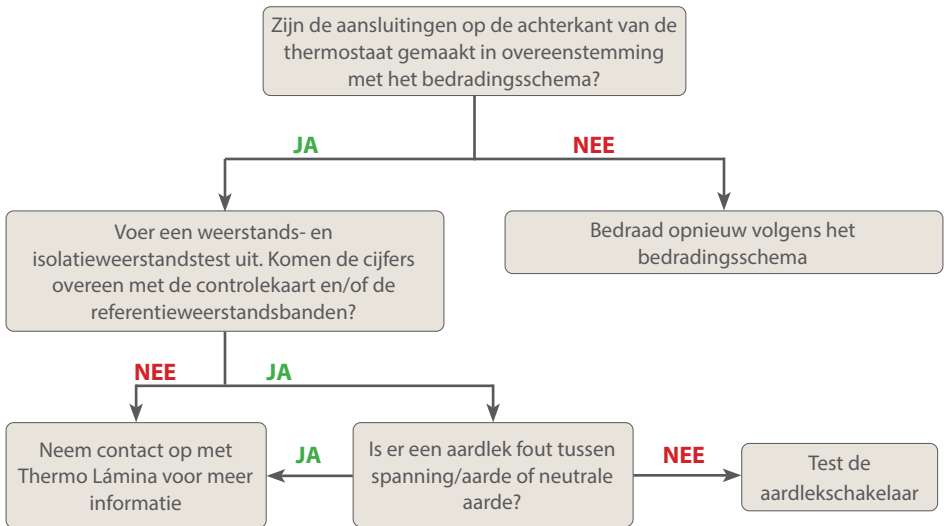 Zijn de aansluitingen op de achterkant van de
thermostaat gemaakt in overeenstemming
met het bedradingsschema?
JA
NEE
Voer een weerstands- en
isolatieweerstandstest uit. Komen de cijfers
overeen met de controlekaart en/of de
referentieweerstandsbanden?
Bedraad opnieuw volgens het
bedradingsschema
NEE
JA
Neem contact op met
Thermo Lámina voor meer
informatie
JA
Is er een aardlek fout tussen
spanning/aarde of neutrale
aarde?
NEE
Test de
aardlekschakelaar